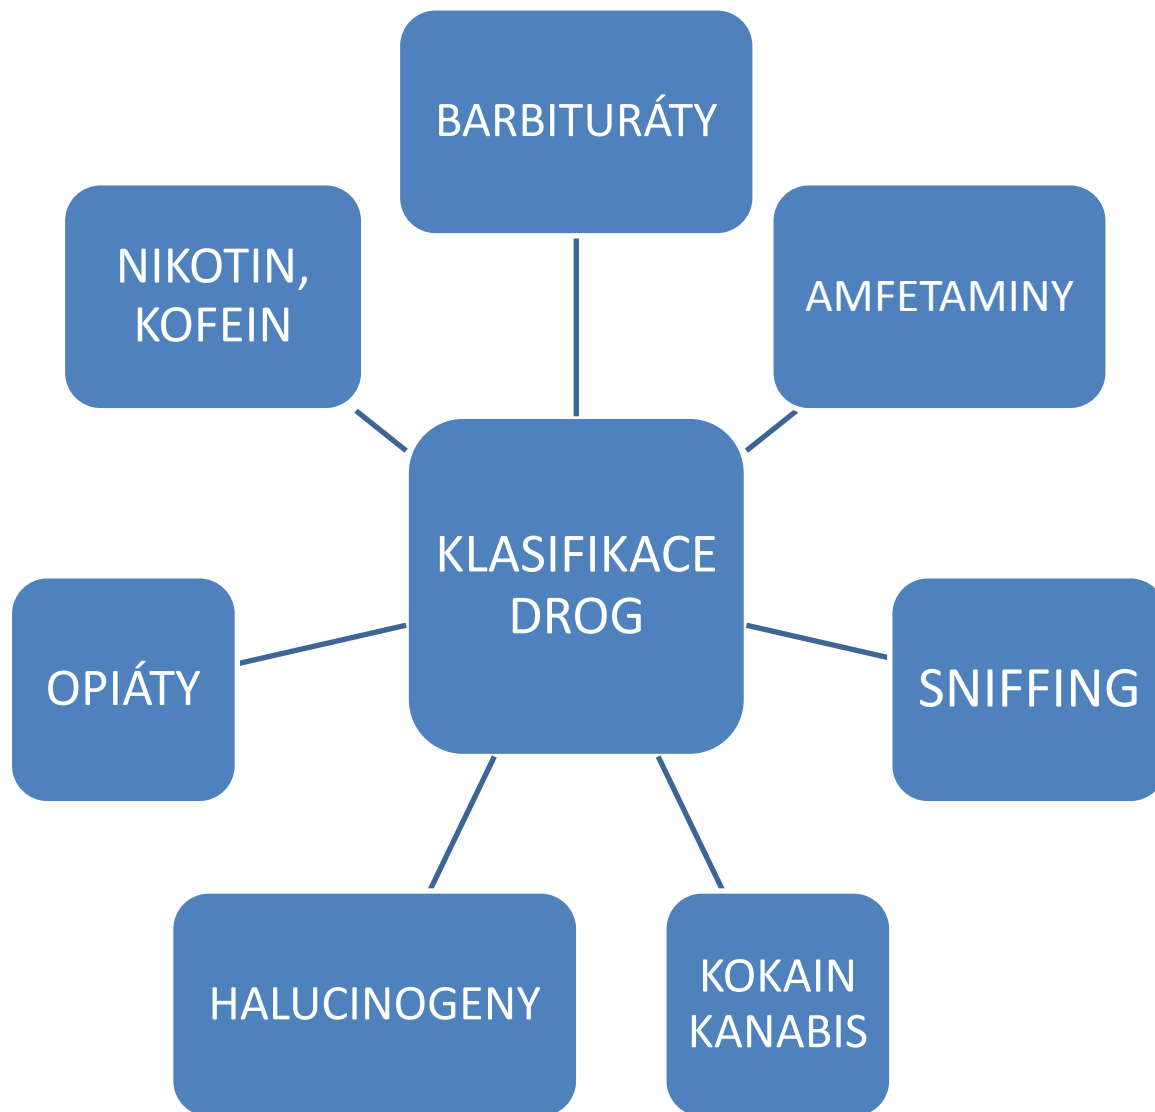 BARBITURÁTY
NIKOTIN,
KOFEIN
AMFETAMINY
KLASIFIKACE
DROG
OPIÁTY
SNIFFING
HALUCINOGENY
KOKAIN
KANABIS